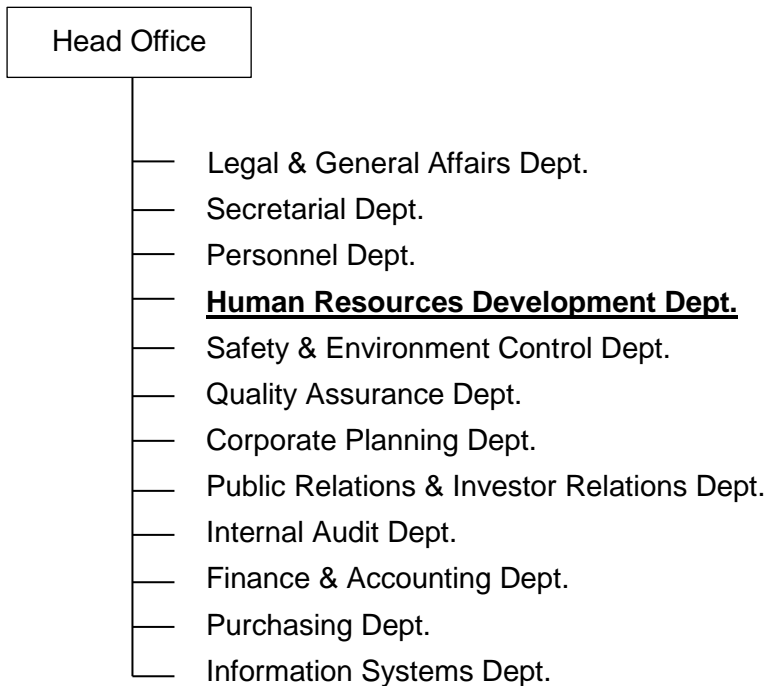 Head Office
Legal & General Affairs Dept.
Secretarial Dept.
Personnel Dept.
Human Resources Development Dept.
Safety & Environment Control Dept.
Quality Assurance Dept.
Corporate Planning Dept.
Public Relations & Investor Relations Dept.
Internal Audit Dept.
Finance & Accounting Dept.
Purchasing Dept.
Information Systems Dept.